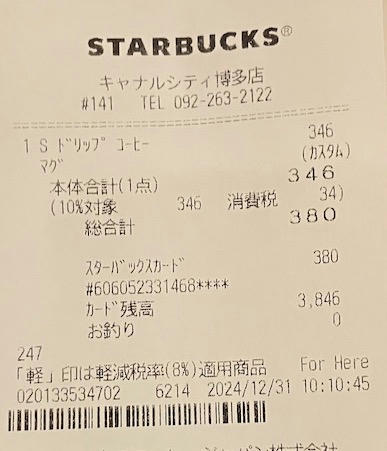 STARBUCKS®
キャナルシティ博多店
#141 TEL 092-263-2122
1 S ﾄﾞﾘｯﾌﾟ ｺｰﾋｰ 346
ﾏｸﾞ (ｶｽﾀﾑ)
本体合計(1点) 346
(10%対象 346 消費税 34)
総合計 380
ｽﾀｰﾊﾞｯｸｽｶｰﾄﾞ 380
#606052331468****
ｶｰﾄﾞ残高 3,846
お釣り 0
247
「軽」印は軽減税率(8%)適用商品 For Here
020133534702 6214 2024/12/31 10:10:45